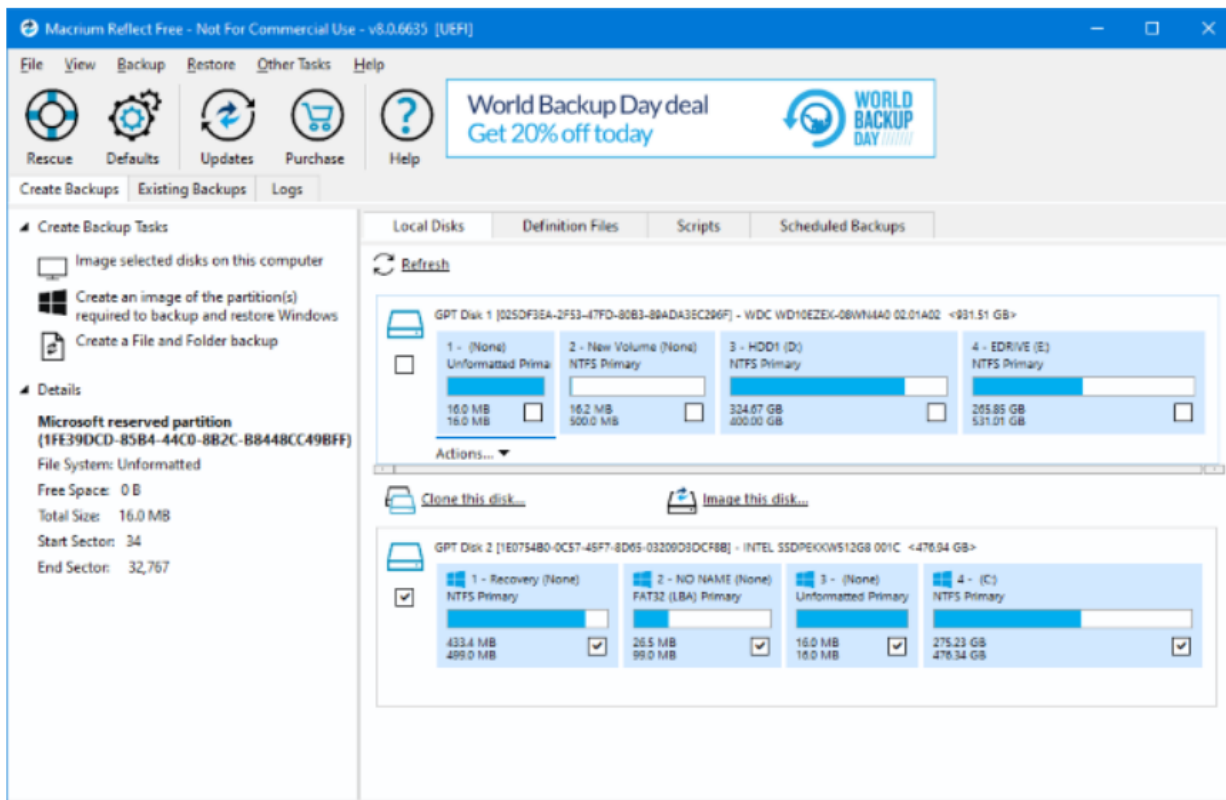 Macrium Reflect Free - Not For Commercial Use - v8.0.6635 [UEFI]
File View Backup Restore Other Tasks Help
Rescue Defaults Updates Purchase Help
World Backup Day deal
Get 20% off today
WORLD
BACKUP
DAY
Create Backups Existing Backups Logs
Create Backup Tasks
Image selected disks on this computer
Create an image of the partition(s)
required to backup and restore Windows
Create a File and Folder backup
Details
Microsoft reserved partition
(1FE39DCD-85B4-44C0-8B2C-B8448CC49BFF)
File System: Unformatted
Free Space: 0 B
Total Size: 16.0 MB
Start Sector: 34
End Sector: 32,767
Local Disks Definition Files Scripts Scheduled Backups
Refresh
GPT Disk 1 [025DF3EA-2F53-47FD-80B3-89ADA3EC296F] - WDC WD10EZEX-08WN4A0 02.01A02 <931.51 GB>
1 - (None)
Unformatted Prima
16.0 MB
16.0 MB
2 - New Volume (None)
NTFS Primary
16.2 MB
500.0 MB
3 - HDD1 (D:)
NTFS Primary
324.67 GB
400.00 GB
4 - EDRIVE (E:)
NTFS Primary
265.85 GB
531.01 GB
Actions...
Clone this disk... Image this disk...
GPT Disk 2 [1E0754B0-0C57-45F7-8D65-03209D3DCF8B] - INTEL SSDPEKKW512G8 001C <476.94 GB>
1 - Recovery (None)
NTFS Primary
433.4 MB
499.0 MB
2 - NO NAME (None)
FAT32 (LBA) Primary
26.5 MB
99.0 MB
3 - (None)
Unformatted Primary
16.0 MB
16.0 MB
4 - (C:)
NTFS Primary
275.23 GB
476.34 GB